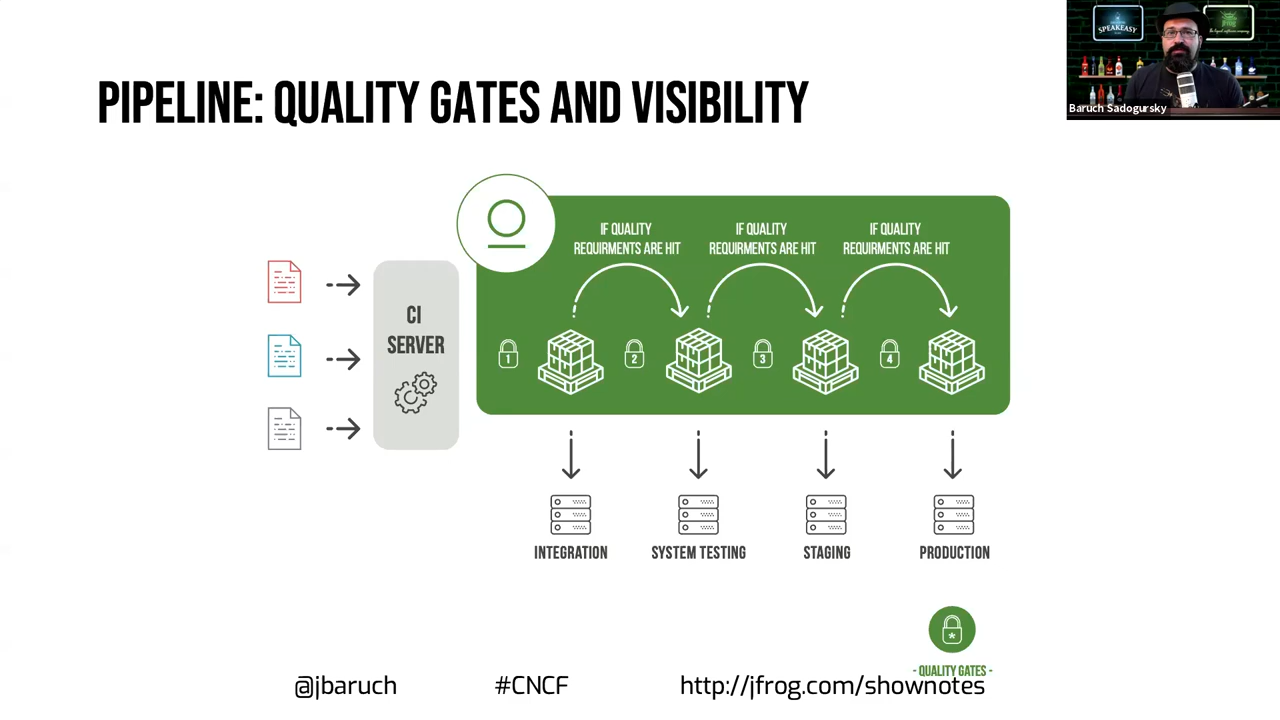 PIPELINE: QUALITY GATES AND VISIBILITY
SPEAKEASY
JFrog
Baruch Sadogursky
IF QUALITY
REQUIRMENTS ARE HIT
IF QUALITY
REQUIRMENTS ARE HIT
IF QUALITY
REQUIRMENTS ARE HIT
CI
SERVER
1
2
3
4
INTEGRATION
SYSTEM TESTING
STAGING
PRODUCTION
*
- QUALITY GATES -
@jbaruch
#CNCF
http://jfrog.com/shownotes